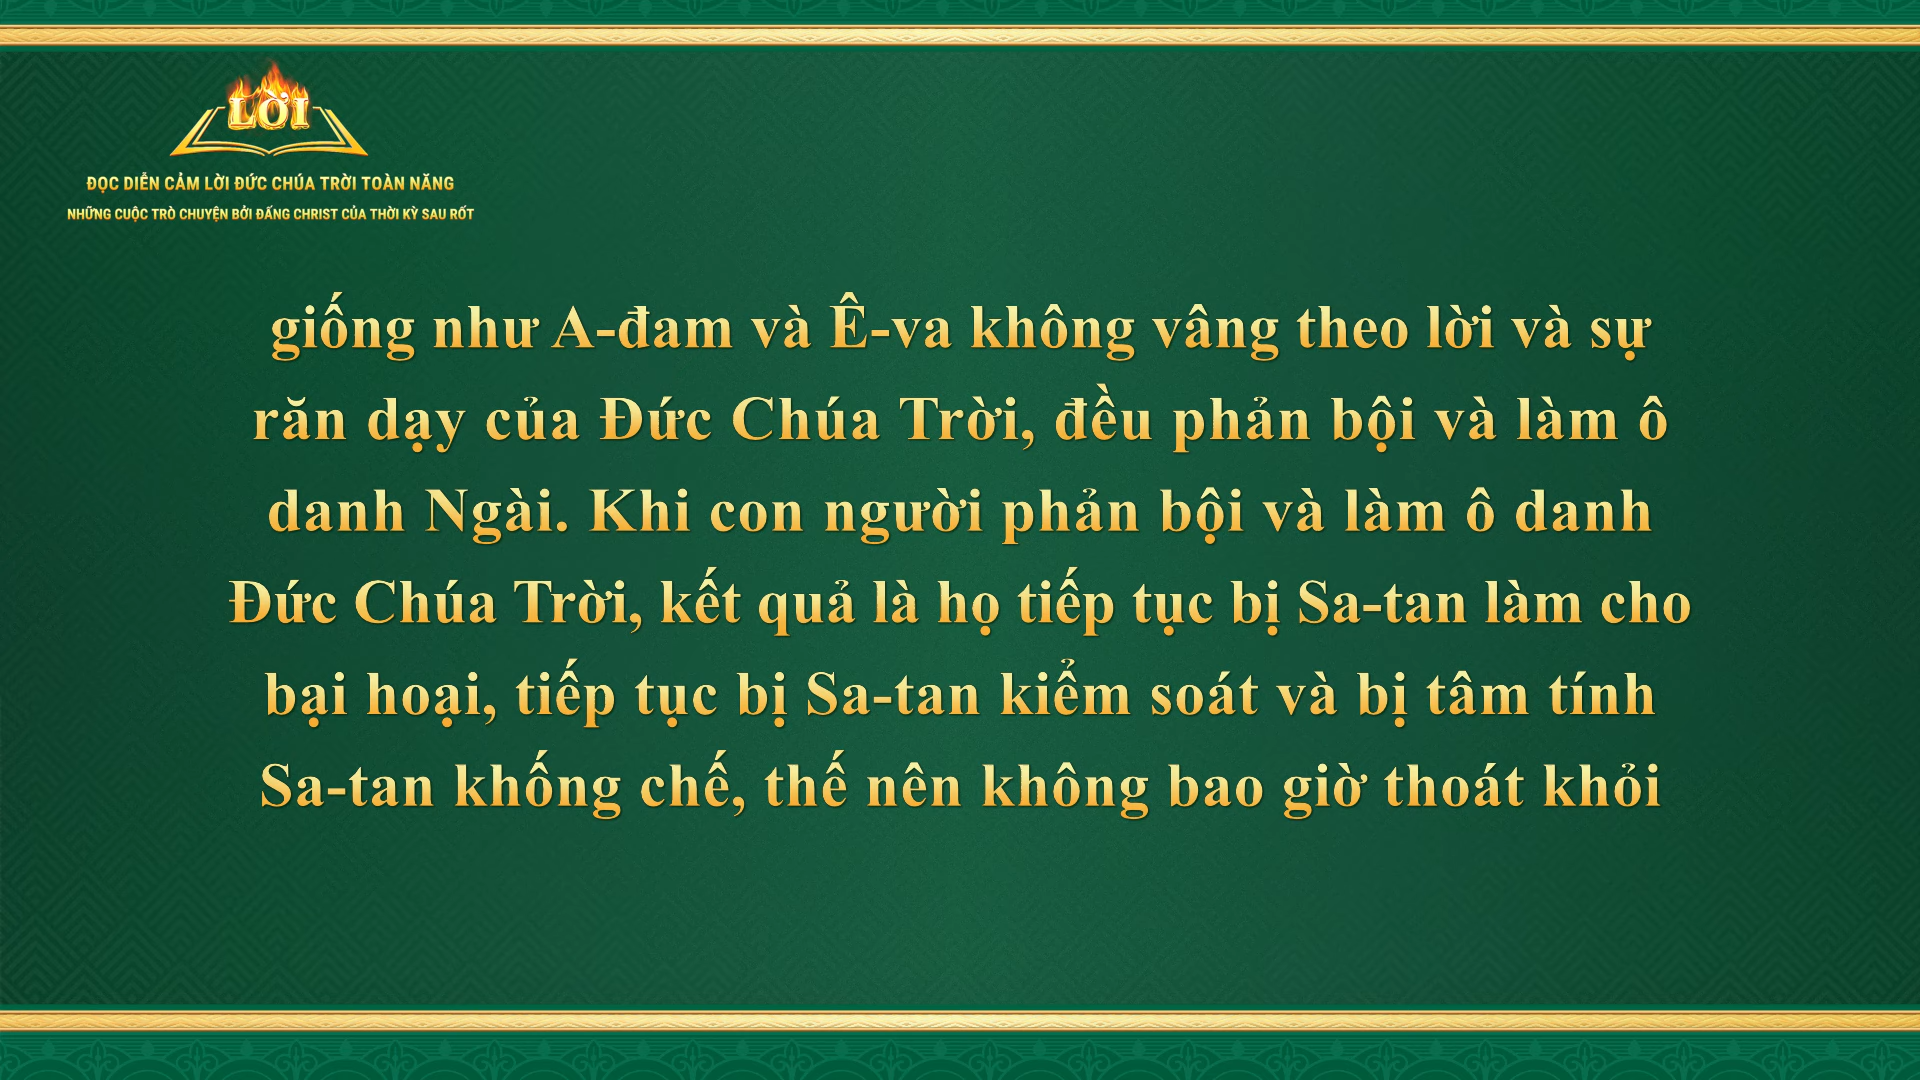 LỜI
ĐỌC DIỄN CẢM LỜI ĐỨC CHÚA TRỜI TOÀN NĂNG
NHỮNG CUỘC TRÒ CHUYỆN BỞI ĐẤNG CHRIST CỦA THỜI KỲ SAU RỐT
giống như A-đam và Ê-va không vâng theo lời và sự
răn dạy của Đức Chúa Trời, đều phản bội và làm ô
danh Ngài. Khi con người phản bội và làm ô danh
Đức Chúa Trời, kết quả là họ tiếp tục bị Sa-tan làm cho
bại hoại, tiếp tục bị Sa-tan kiểm soát và bị tâm tính
Sa-tan khống chế, thế nên không bao giờ thoát khỏi